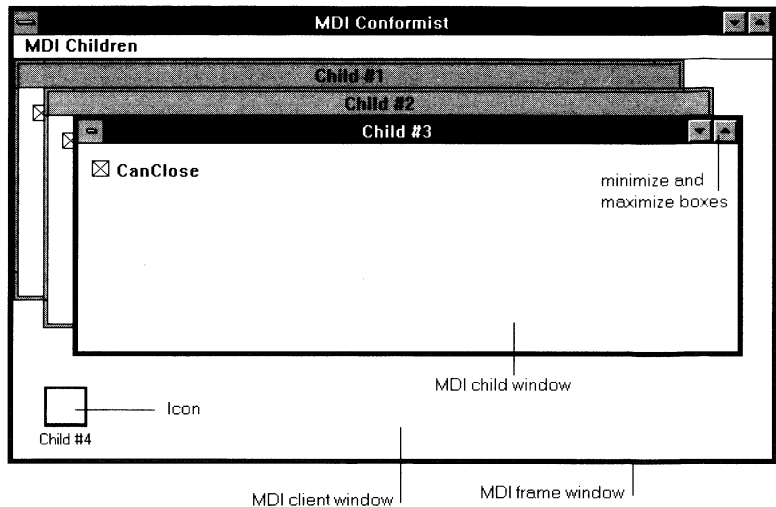 MDI Conformist
MDI Children
Child #1
Child #2
Child #3
CanClose
minimize and
maximize boxes
MDI child window
Icon
Child #4
MDI client window
MDI frame window